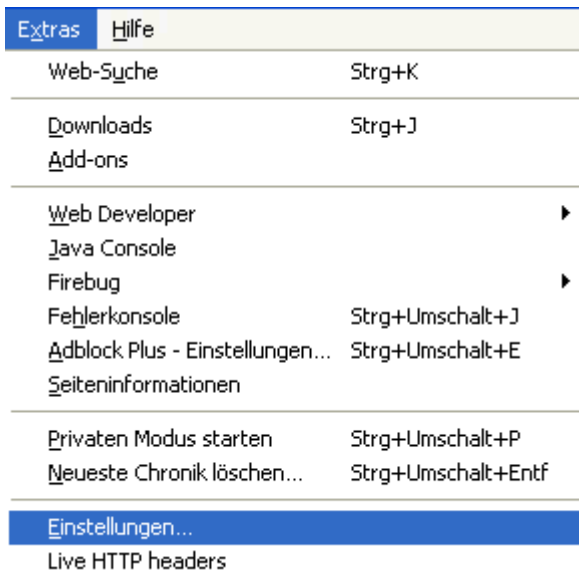 Extras Hilfe
Web-Suche Strg+K
Downloads Strg+J
Add-ons
Web Developer
Java Console
Firebug
Fehlerkonsole Strg+Umschalt+J
Adblock Plus - Einstellungen... Strg+Umschalt+E
Seiteninformationen
Privaten Modus starten Strg+Umschalt+P
Neueste Chronik löschen... Strg+Umschalt+Entf
Einstellungen...
Live HTTP headers